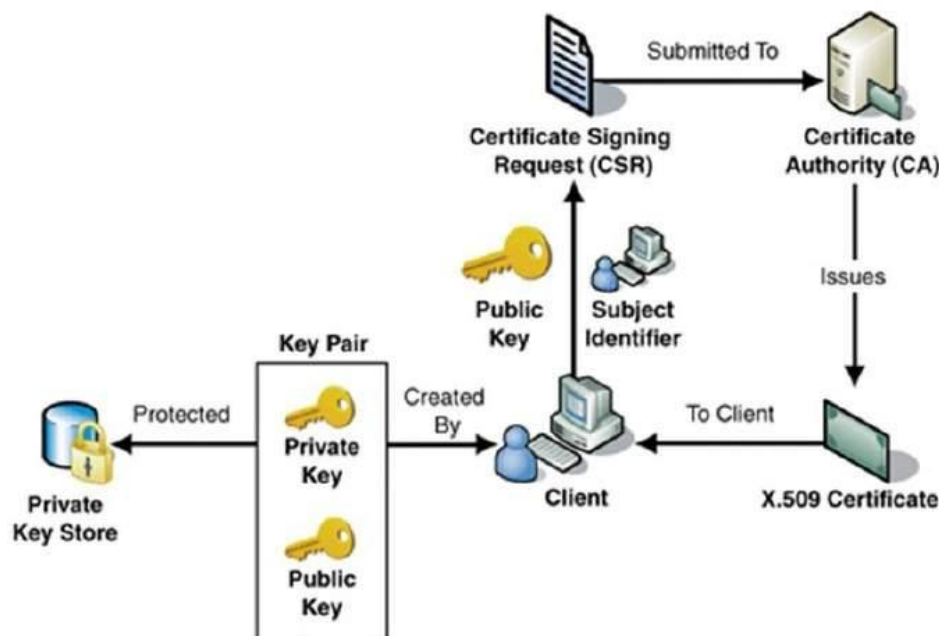 Submitted To
Certificate Signing
Request (CSR)
Certificate
Authority (CA)
Public
Key
Subject
Identifier
Issues
Key Pair
Protected
Private
Key
Created
By
To Client
Private
Key Store
Client
X.509 Certificate
Public
Key